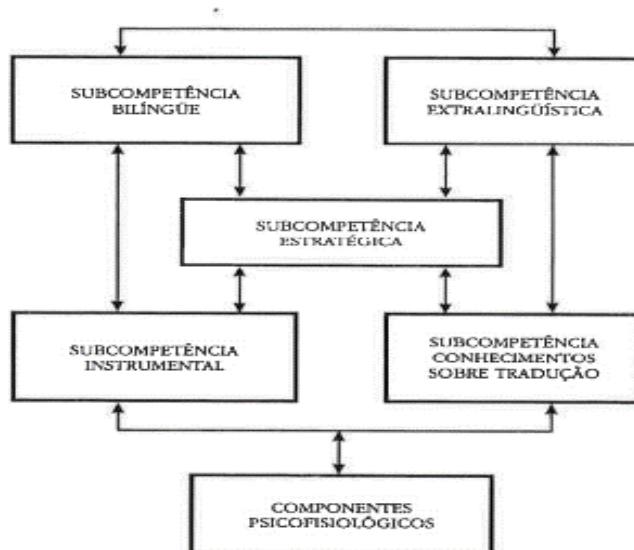 SUBCOMPETÊNCIA
BILÍNGÜE
SUBCOMPETÊNCIA
EXTRALINGÜÍSTICA
SUBCOMPETÊNCIA
ESTRATÉGICA
SUBCOMPETÊNCIA
INSTRUMENTAL
SUBCOMPETÊNCIA
CONHECIMENTOS
SOBRE TRADUÇÃO
COMPONENTES
PSICOFISIOLÓGICOS